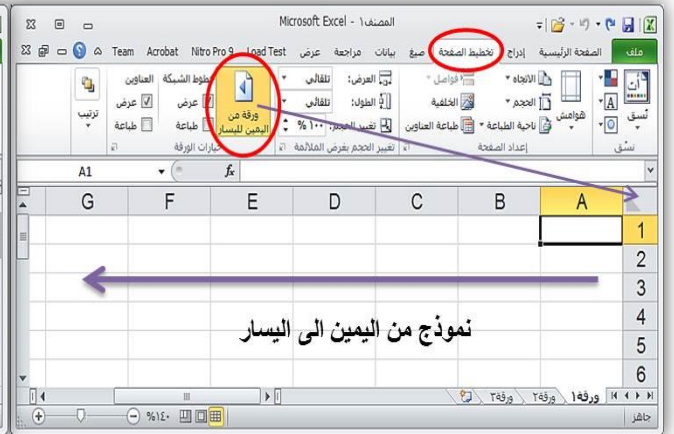 المصنف١ - Microsoft Excel
ملف الصفحة الرئيسية إدراج تخطيط الصفحة صيغ بيانات مراجعة عرض Load Test Nitro Pro 9 Acrobat Team
نُسق
نسق
هوامش
الاتجاه
الحجم
ناحية الطباعة
فواصل
الخلفية
طباعة العناوين
إعداد الصفحة
العرض: تلقائي
الطول: تلقائي
تغيير الحجم: ١٠٠ %
تغيير الحجم بغرض الملائمة
ورقة من
اليمين لليسار
خطوط الشبكة
عرض
طباعة
العناوين
عرض
طباعة
خيارات الورقة
ترتيب
A1
fx
A B C D E F G
1
2
3
4
5
6
نموذج من اليمين الى اليسار
ورقة١ ورقة٢ ورقة٣
جاهز
%١٤٠